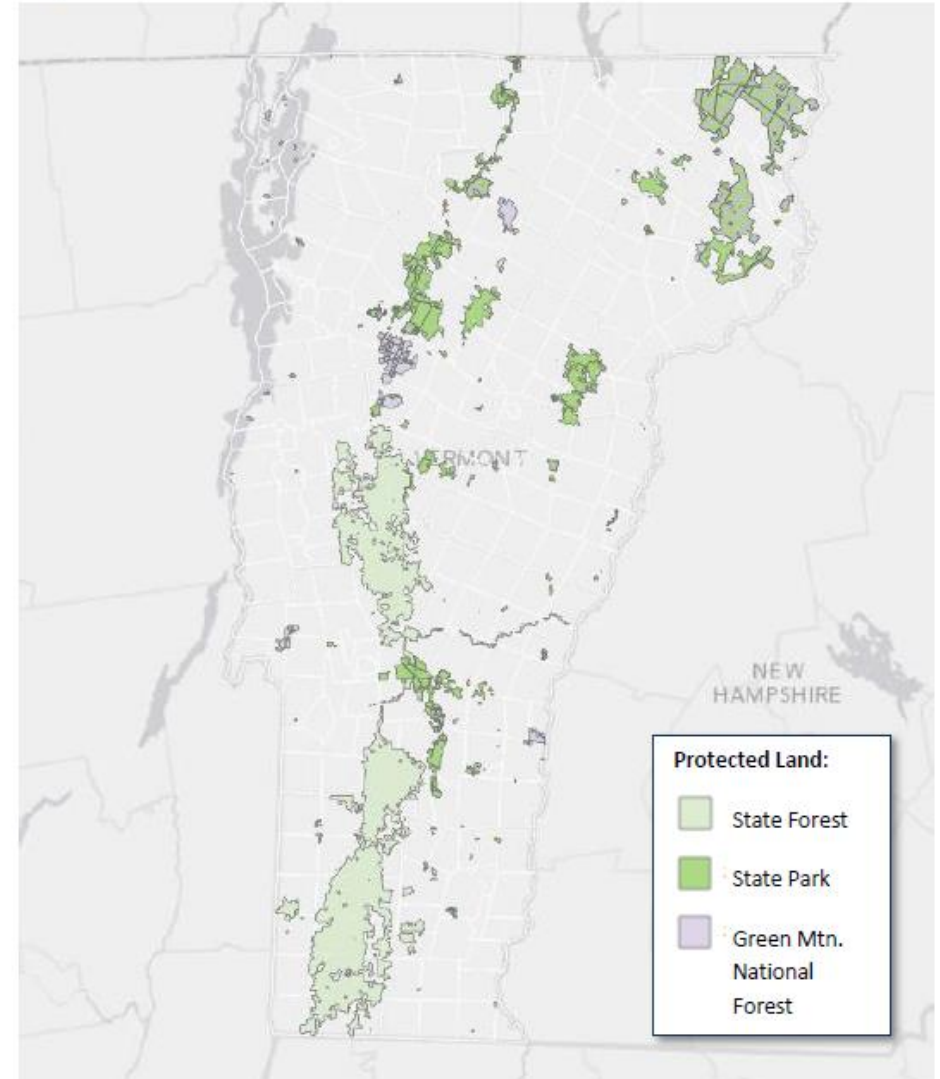 VERMONT
NEW
HAMPSHIRE
Protected Land:
State Forest
State Park
Green Mtn.
National
Forest